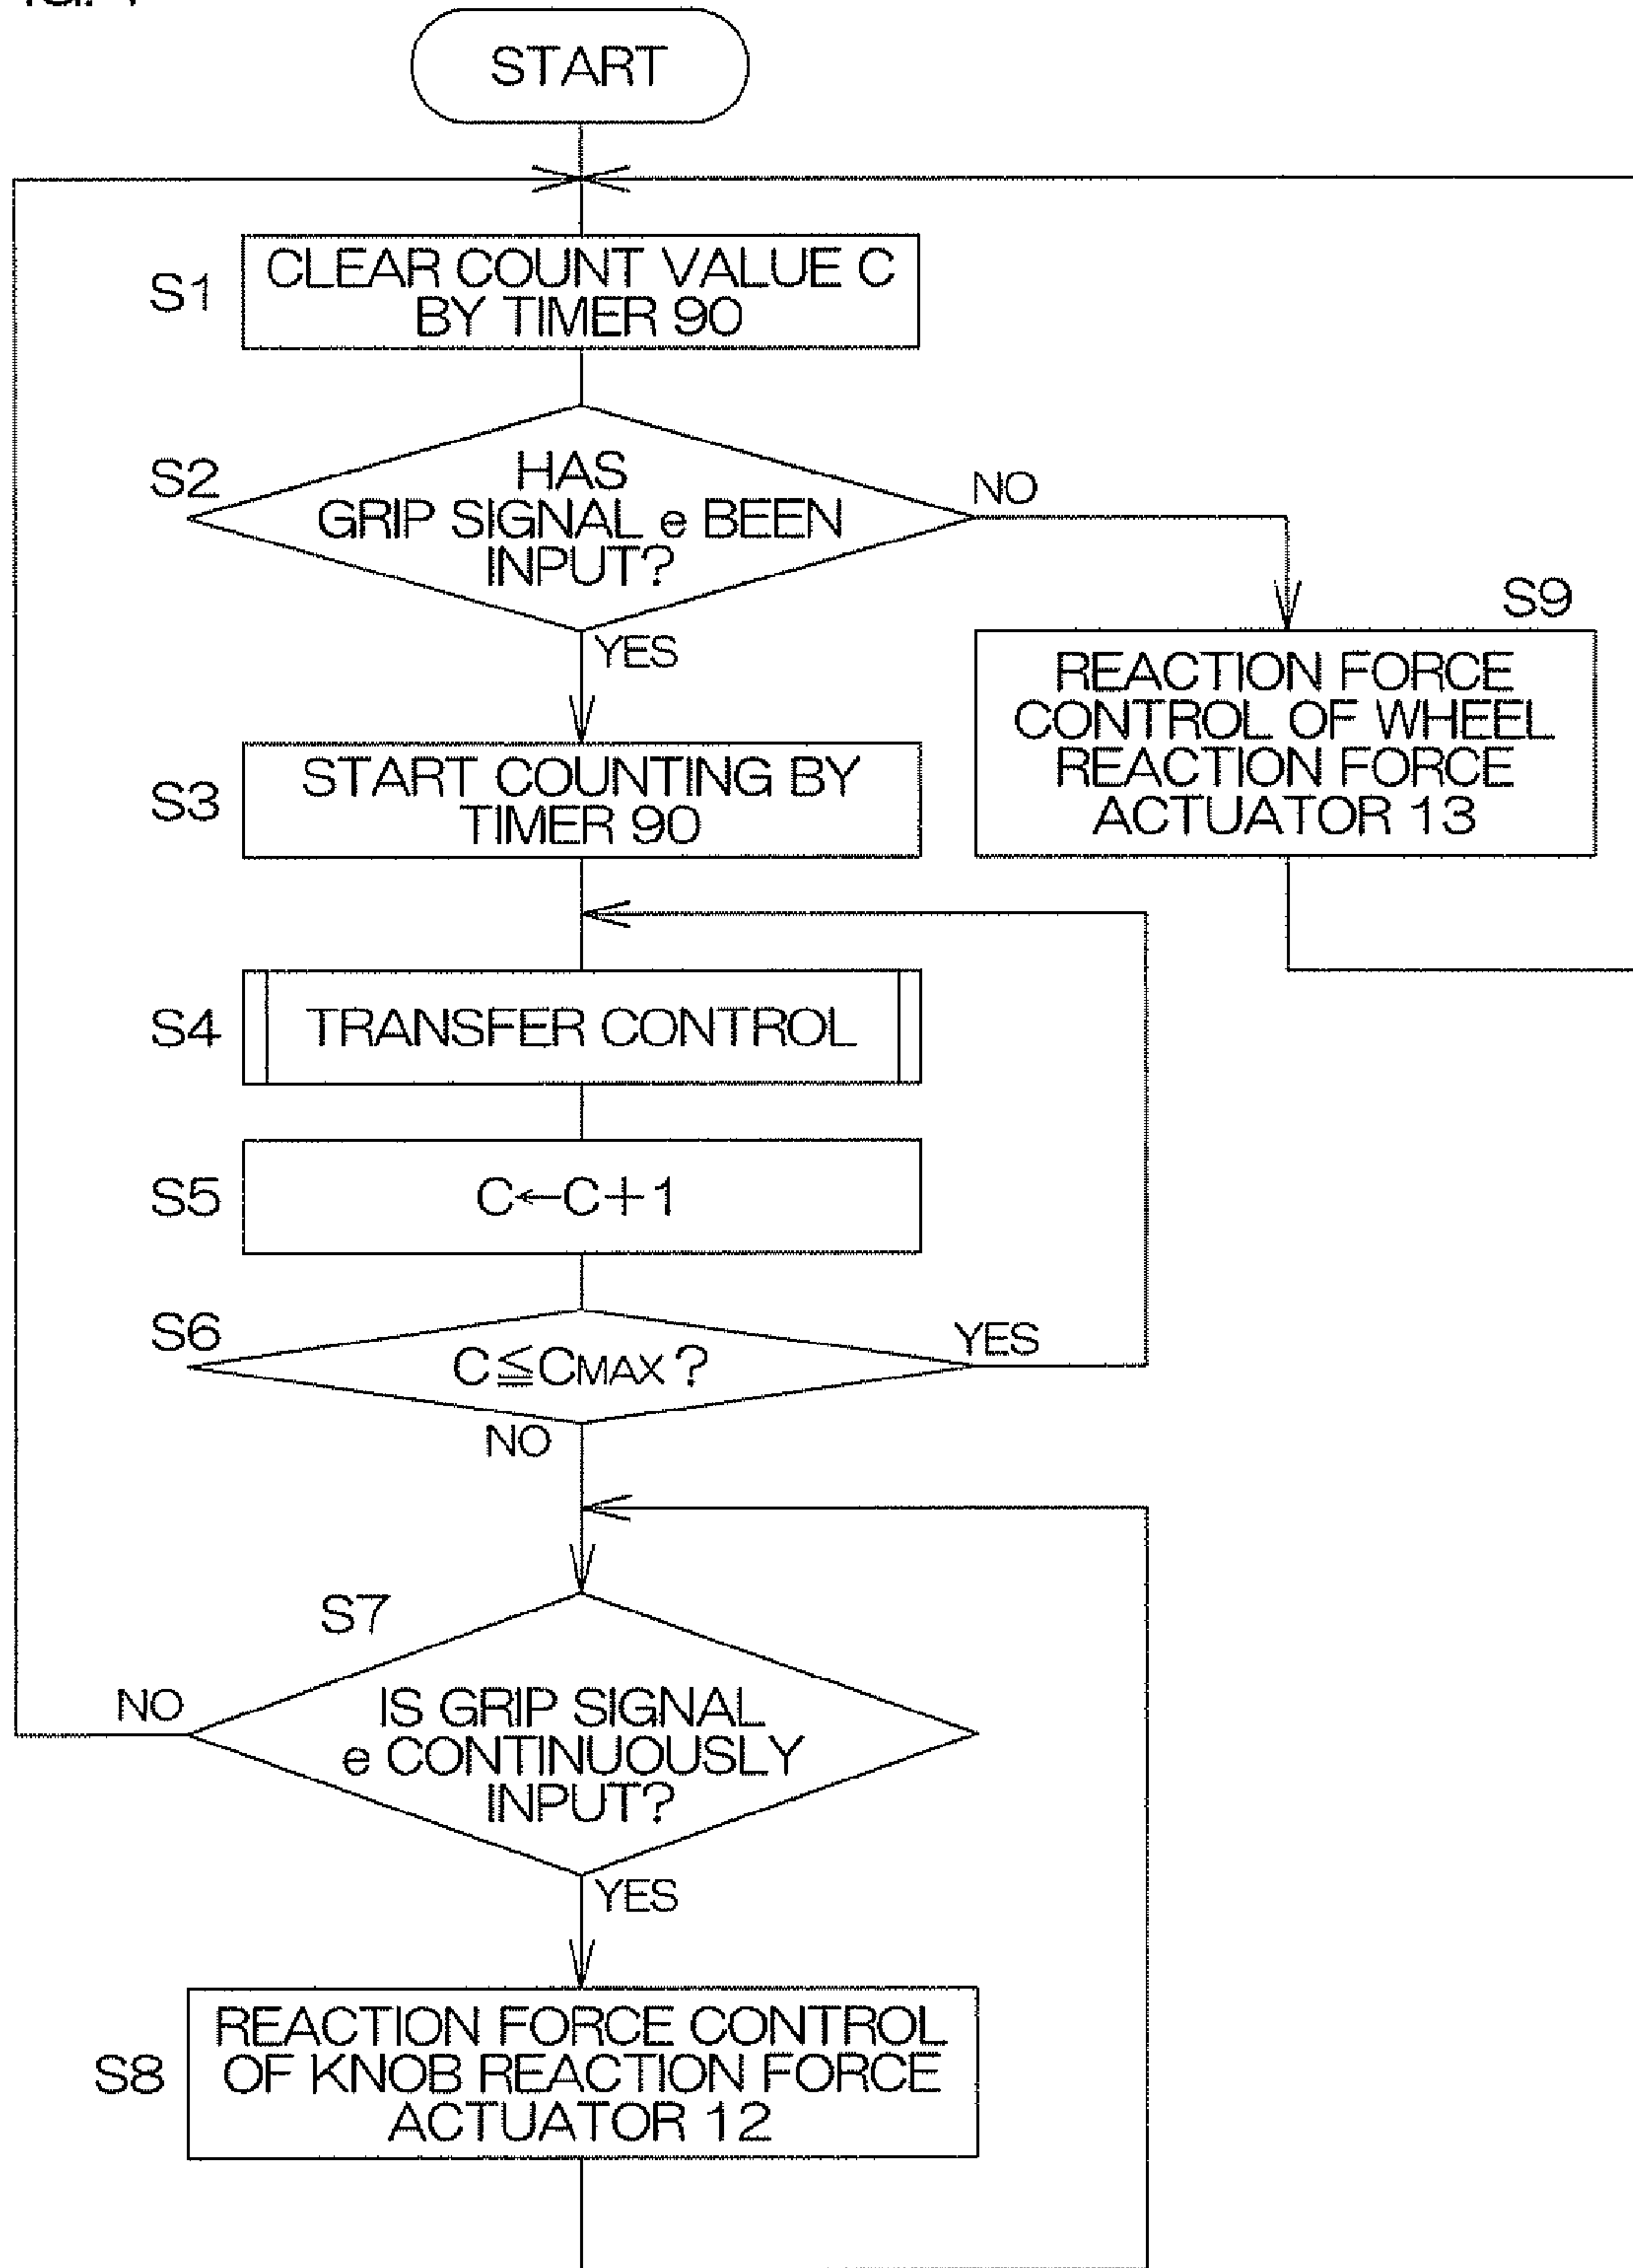 START
S1
CLEAR COUNT VALUE C
BY TIMER 90
S2
HAS
GRIP SIGNAL e BEEN
INPUT?
NO
YES
S9
REACTION FORCE
CONTROL OF WHEEL
REACTION FORCE
ACTUATOR 13
S3
START COUNTING BY
TIMER 90
S4
TRANSFER CONTROL
S5
C←C+1
S6
C≦CMAX?
YES
NO
S7
NO
IS GRIP SIGNAL
e CONTINUOUSLY
INPUT?
YES
S8
REACTION FORCE CONTROL
OF KNOB REACTION FORCE
ACTUATOR 12